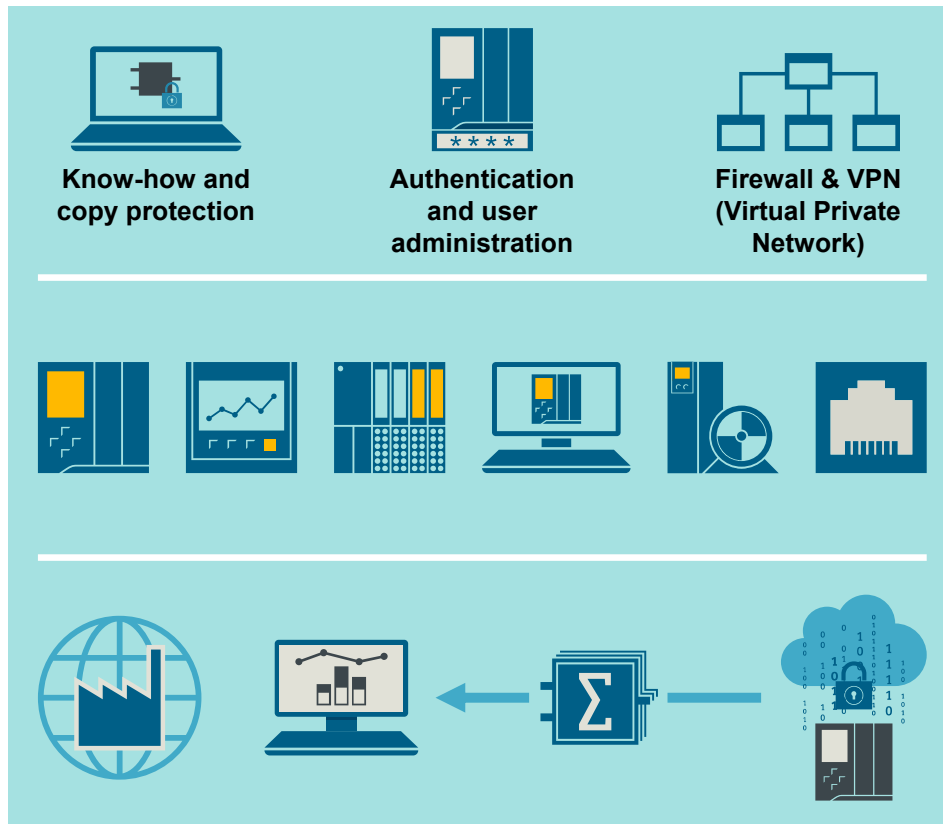 * * * *
Know-how and
copy protection
Authentication
and user
administration
Firewall & VPN
(Virtual Private
Network)
Σ